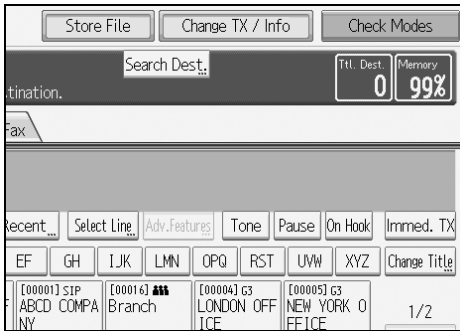 Store File Change TX / Info Check Modes
Search Dest. Ttl. Dest. Memory
tination. 0 99%
Fax
Recent Select Line Adv.Features Tone Pause On Hook Immed. TX
EF GH IJK LMN OPQ RST UVW XYZ Change Title
[00001] SIP [00016] [00004] G3 [00005] G3
F ABCD COMPA Branch LONDON OFF NEW YORK O
NY ICE FFICE
1/2